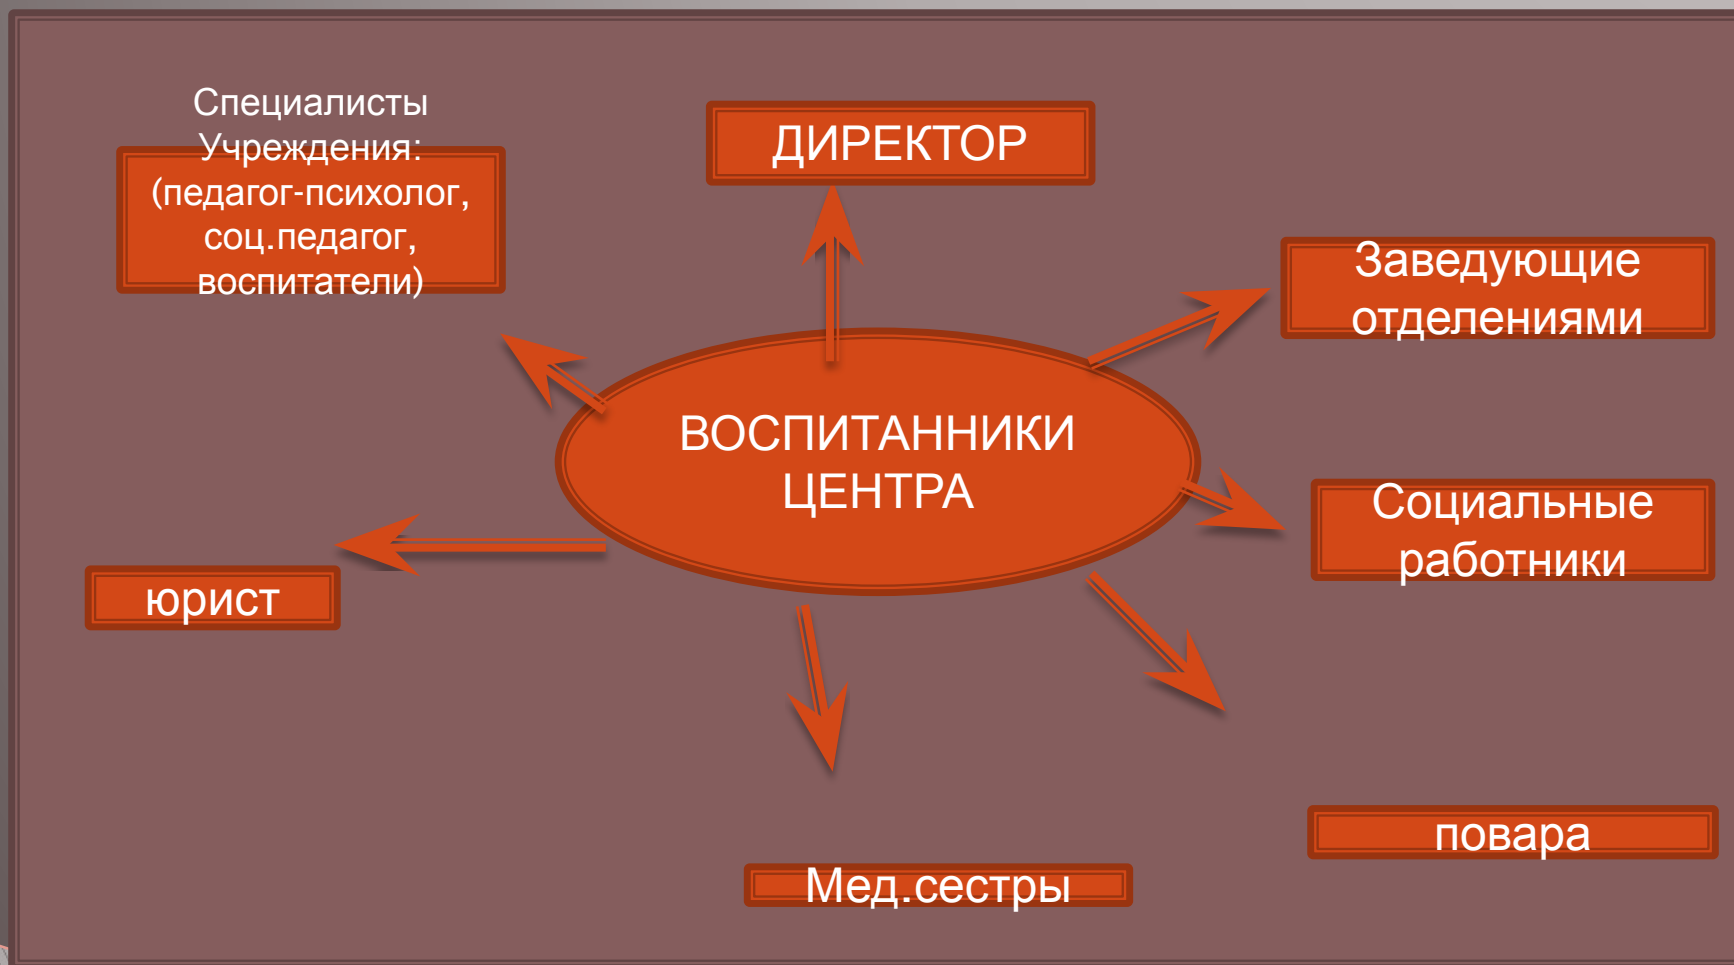 Специалисты
Учреждения:
(педагог-психолог,
соц.педагог,
воспитатели)
ДИРЕКТОР
Заведующие
отделениями
ВОСПИТАННИКИ
ЦЕНТРА
Социальные
работники
юрист
повара
Мед.сестры